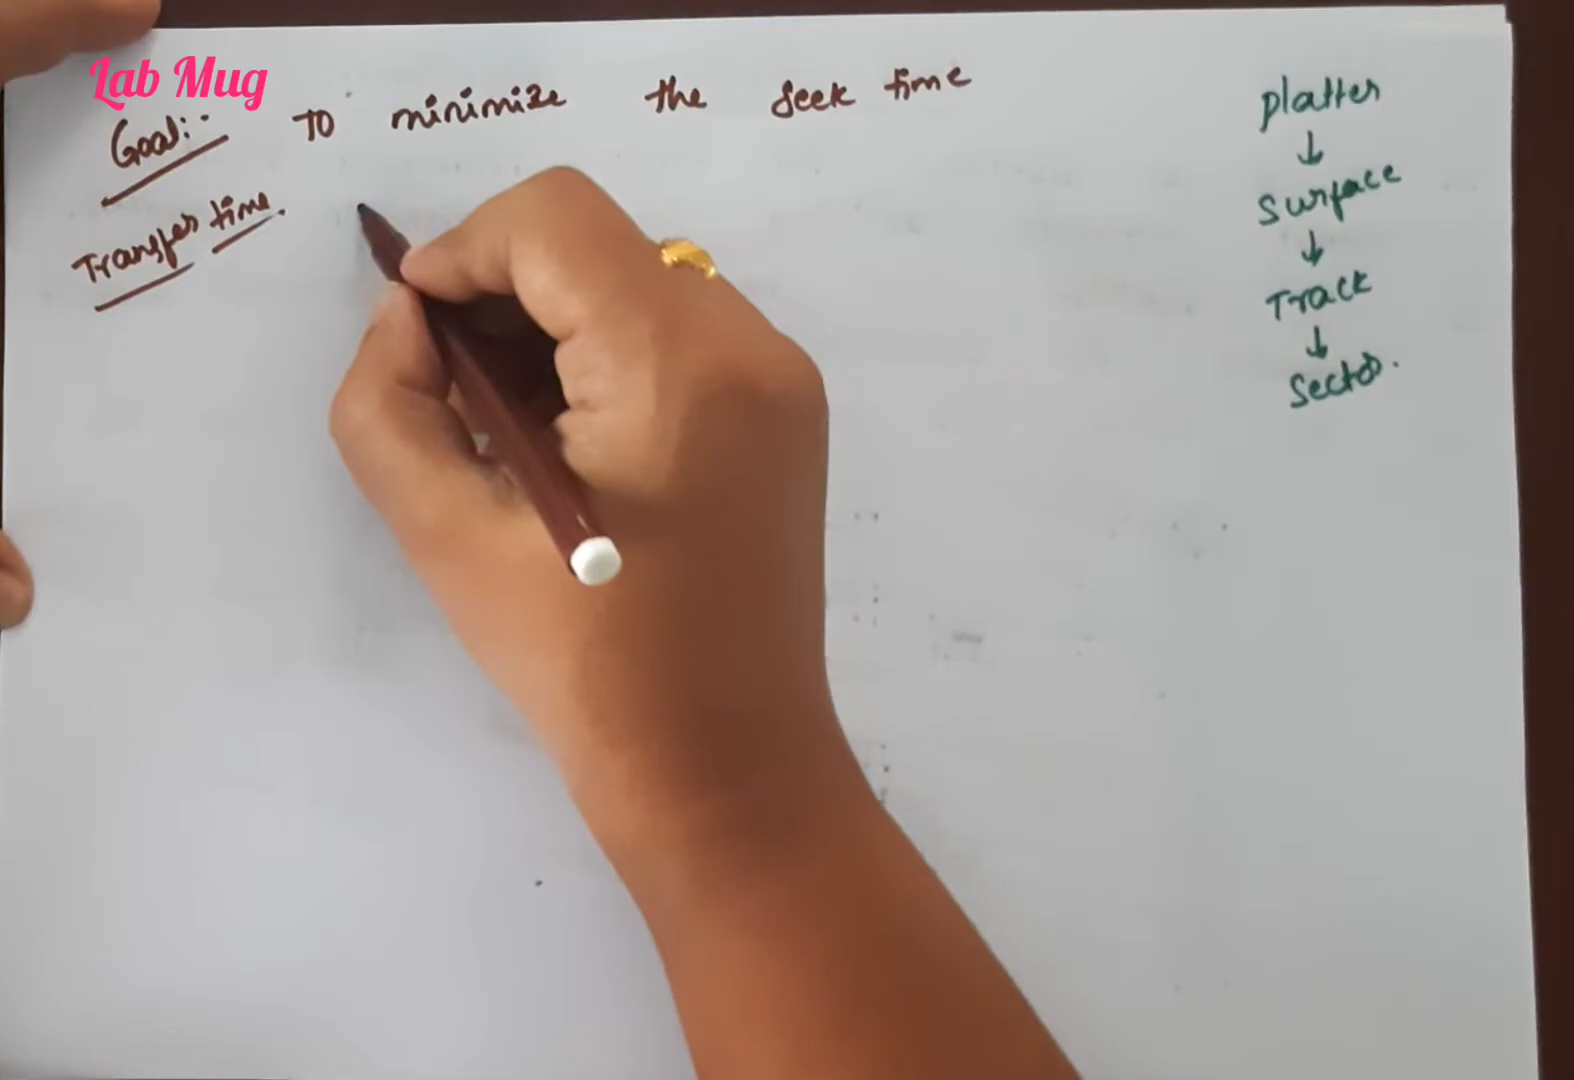 Lab Mug
Goal:- To minimize the seek time
Transfer time.
Platter
↓
Surface
↓
Track
↓
Sector.